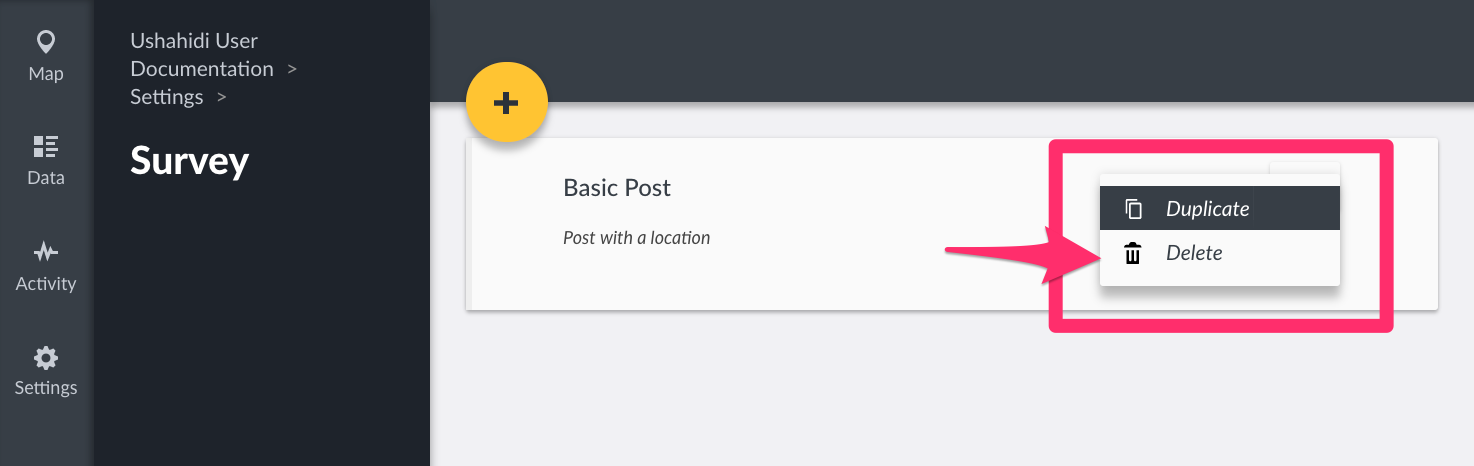 Map
Data
Activity
Settings
Ushahidi User
Documentation >
Settings >
Survey
+
Basic Post
Post with a location
Duplicate
Delete